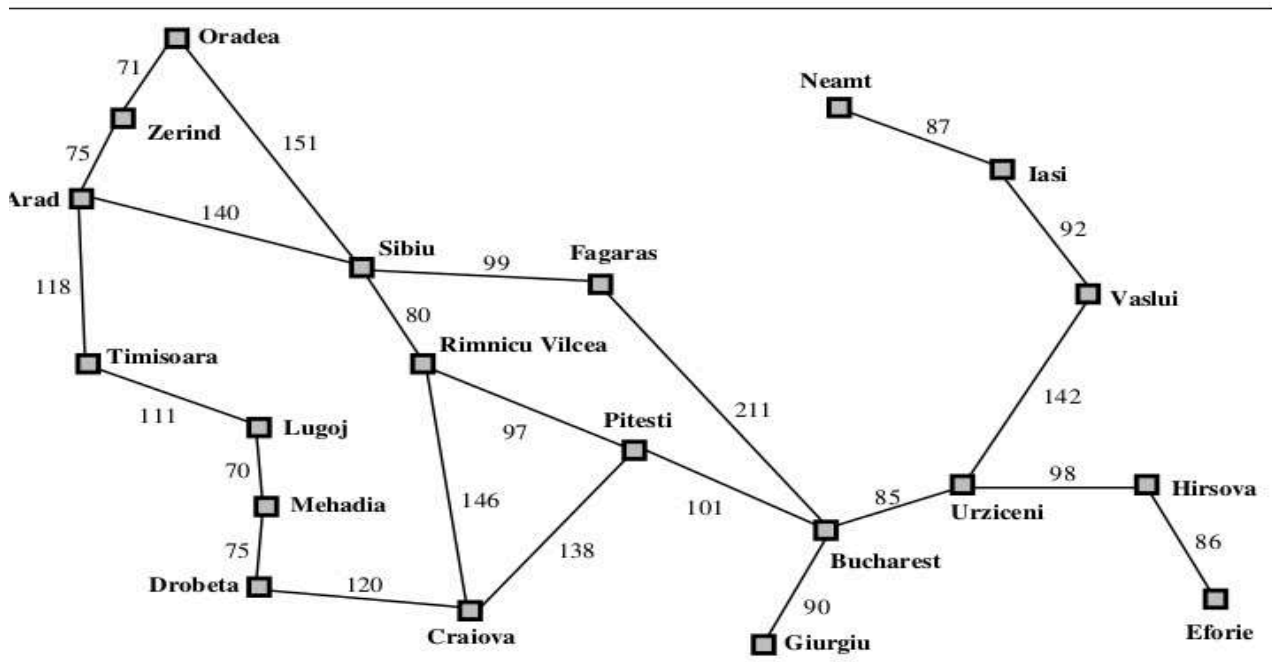 Oradea
71
Neamt
87
Zerind
151
75
Iasi
Arad
140
92
Sibiu
Fagaras
99
118
Vaslui
80
Timisoara
Rimnicu Vilcea
142
111
Lugoj
97
Pitesti
211
70
98
Hirsova
Mehadia
146
101
85
Urziceni
86
75
138
Bucharest
Drobeta
120
90
Craiova
Giurgiu
Eforie